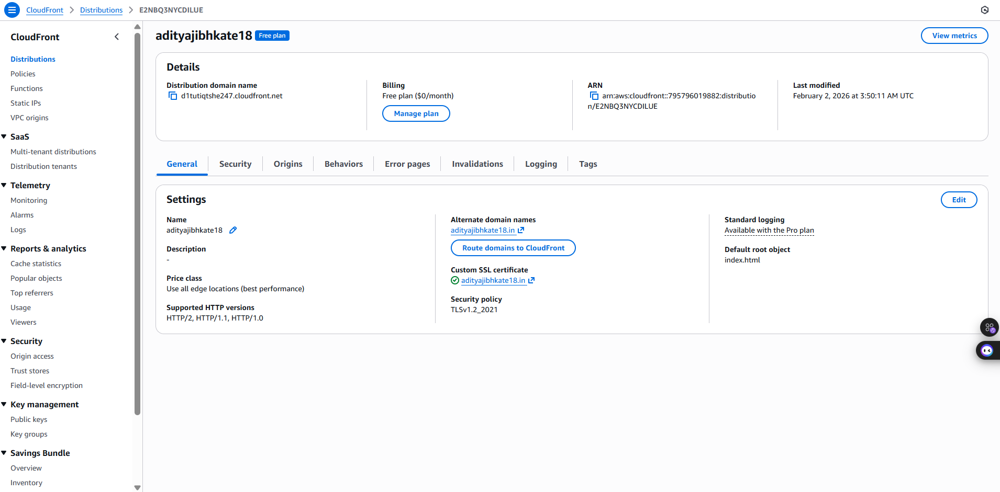 CloudFront > Distributions > E2NBQ3NYCDILUE
CloudFront
Distributions
Policies
Functions
Static IPs
VPC origins
SaaS
Multi-tenant distributions
Distribution tenants
Telemetry
Monitoring
Alarms
Logs
Reports & analytics
Cache statistics
Popular objects
Top referrers
Usage
Viewers
Security
Origin access
Trust stores
Field-level encryption
Key management
Public keys
Key groups
Savings Bundle
Overview
Inventory
adityajibhkate18 Free plan
View metrics
Details
Distribution domain name
d1tutiqtshe247.cloudfront.net
Billing
Free plan ($0/month)
Manage plan
ARN
arn:aws:cloudfront::795796019882:distributio
n/E2NBQ3NYCDILUE
Last modified
February 2, 2026 at 3:50:11 AM UTC
General
Security
Origins
Behaviors
Error pages
Invalidations
Logging
Tags
Settings
Edit
Name
adityajibhkate18
Description
-
Price class
Use all edge locations (best performance)
Supported HTTP versions
HTTP/2, HTTP/1.1, HTTP/1.0
Alternate domain names
adityajibhkate18.in
Route domains to CloudFront
Custom SSL certificate
adityajibhkate18.in
Security policy
TLSv1.2_2021
Standard logging
Available with the Pro plan
Default root object
index.html